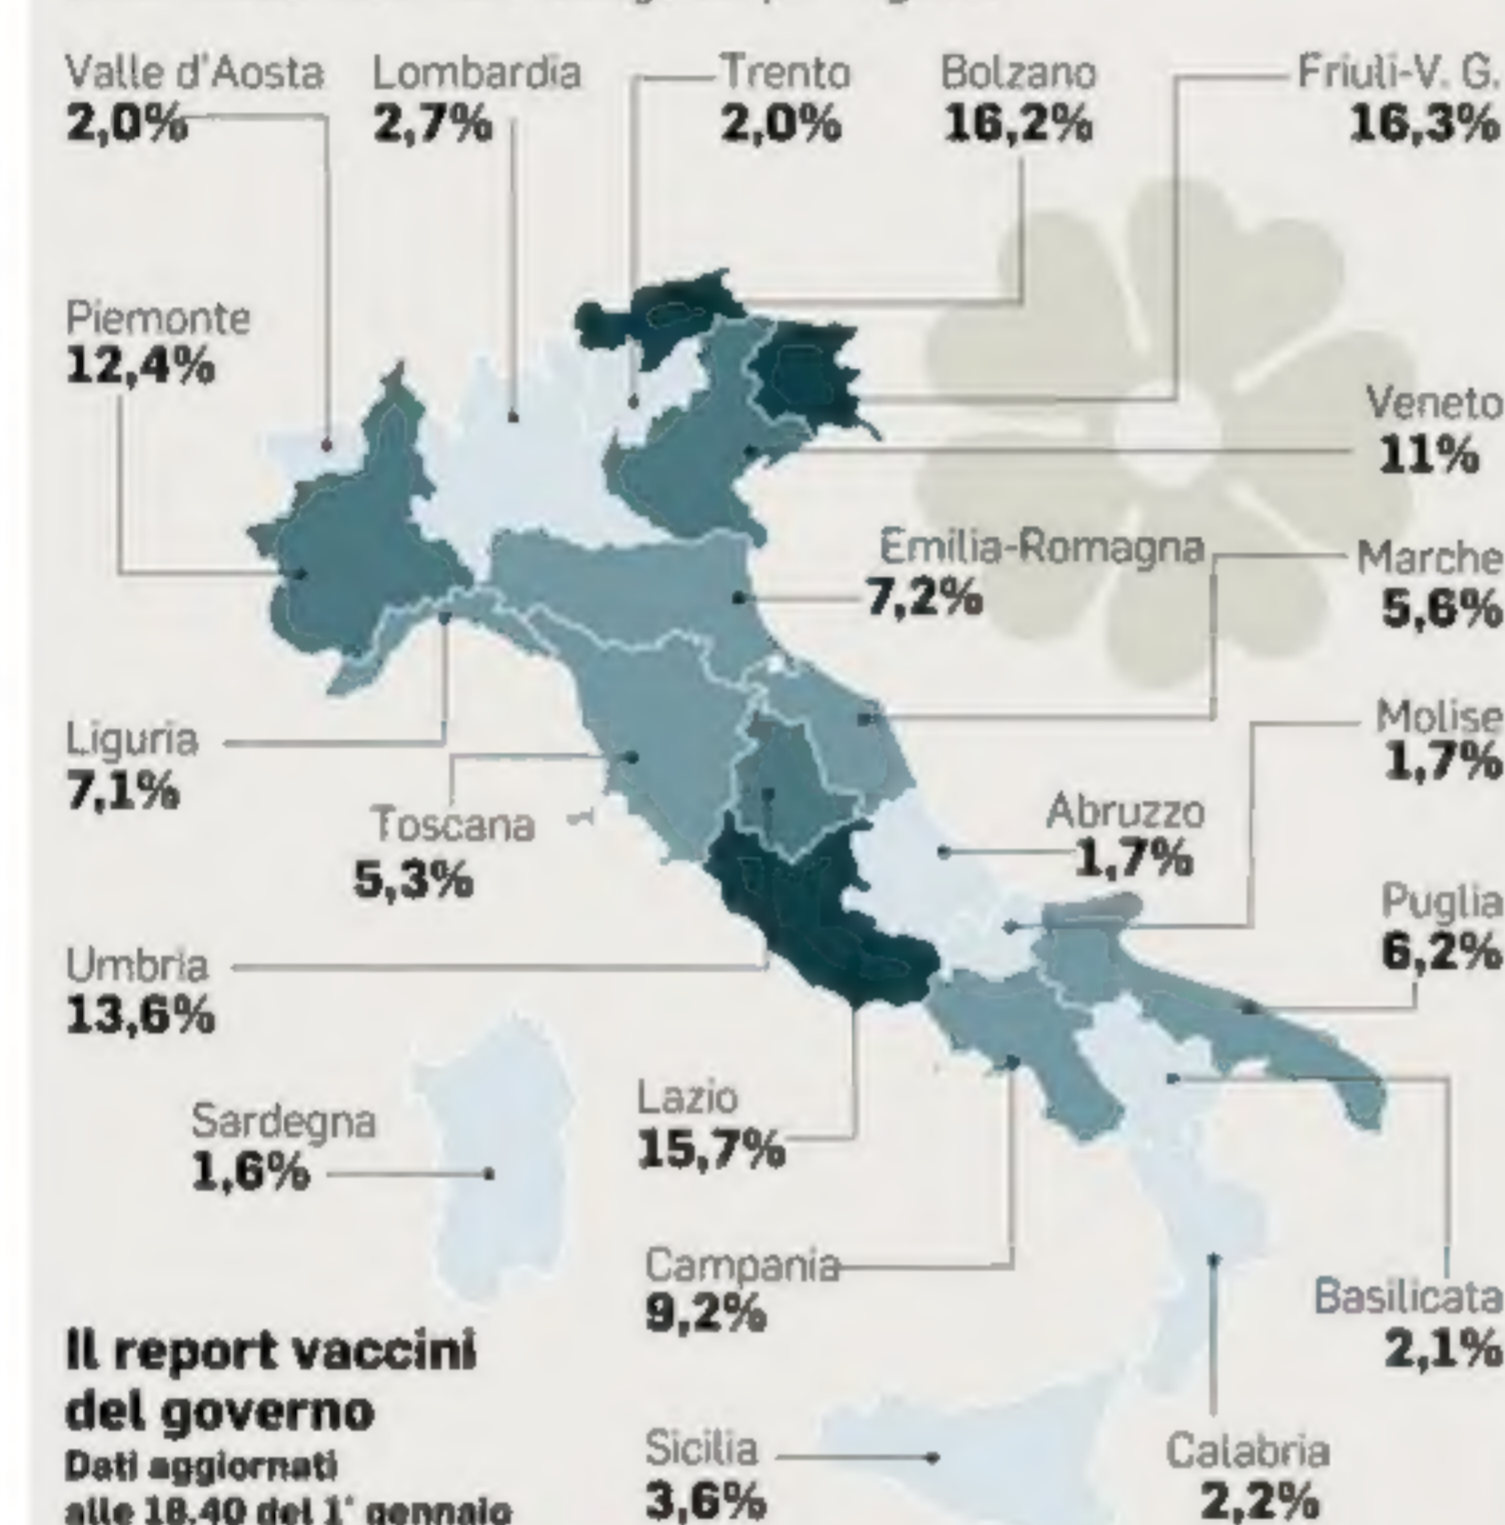 Valle d'Aosta
2,0%
Lombardia
2,7%
Trento
2,0%
Bolzano
16,2%
Friuli-V. G.
16,3%
Piemonte
12,4%
Veneto
11%
Emilia-Romagna
7,2%
Marche
5,6%
Liguria
7,1%
Toscana
5,3%
Molise
1,7%
Abruzzo
1,7%
Puglia
6,2%
Umbria
13,6%
Sardegna
1,6%
Lazio
15,7%
Campania
9,2%
Basilicata
2,1%
Il report vaccini
del governo
Dati aggiornati
alle 18.40 del 1° gennaio
Sicilia
3,6%
Calabria
2,2%